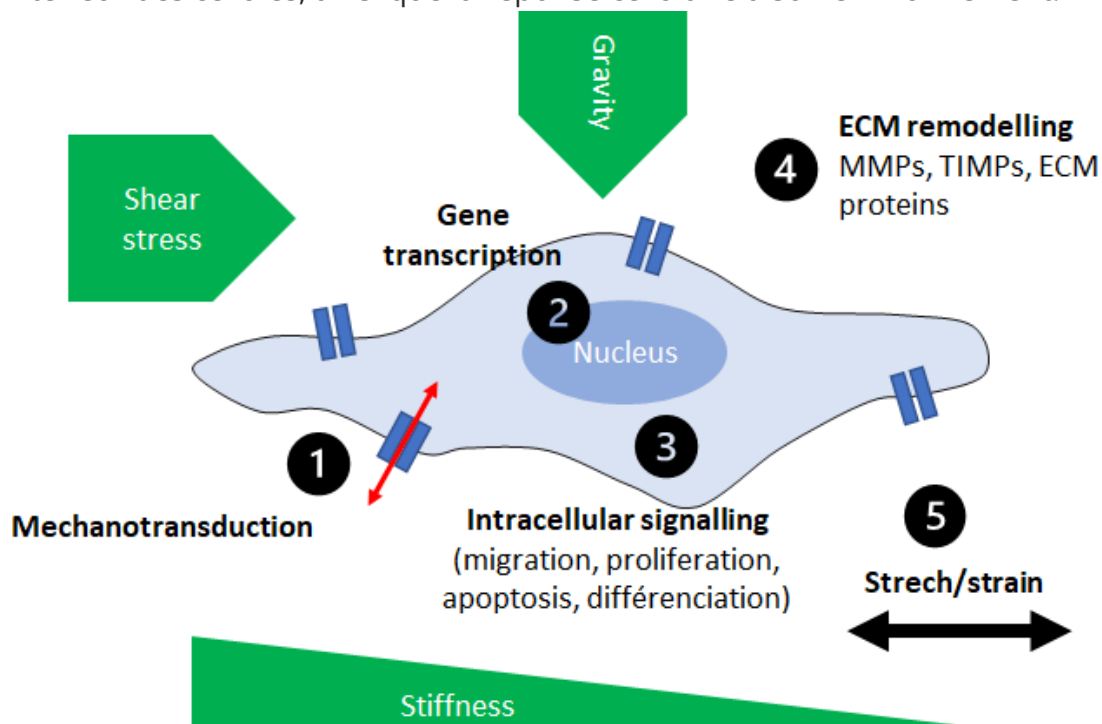 Gravity
ECM remodelling
4
MMPs, TIMPs, ECM
proteins
Shear
stress
Gene
transcription
2
Nucleus
1
3
Mechanotransduction
Intracellular signalling
(migration, proliferation,
apoptosis, différenciation)
5
Strech/strain
Stiffness